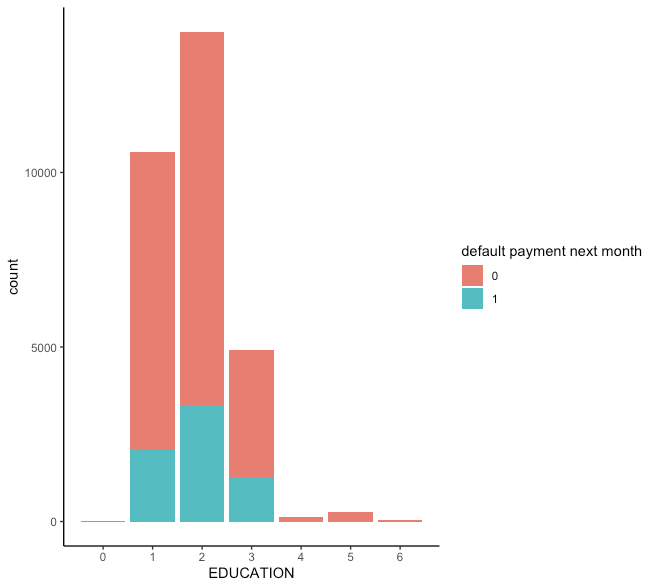 count
10000
5000
0
0 1 2 3 4 5 6
EDUCATION
default payment next month
0
1